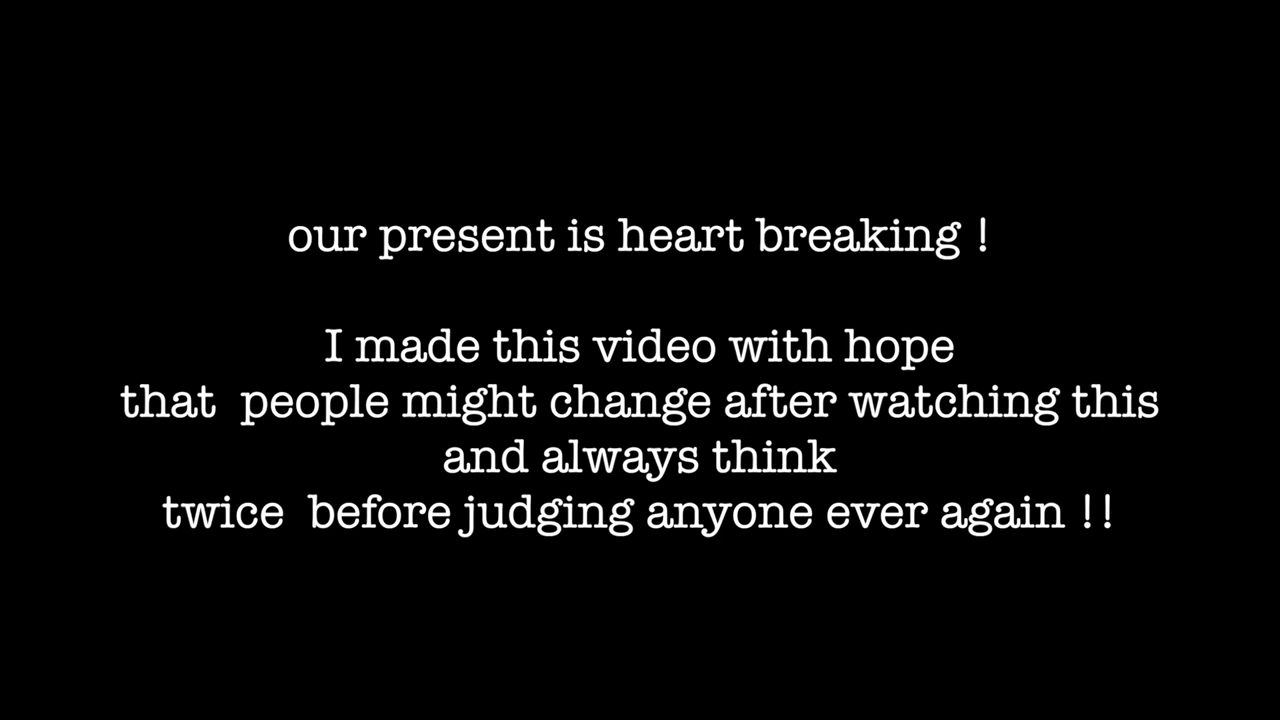 our present is heart breaking !
I made this video with hope
that  people might change after watching this
and always think
twice  before judging anyone ever again !!